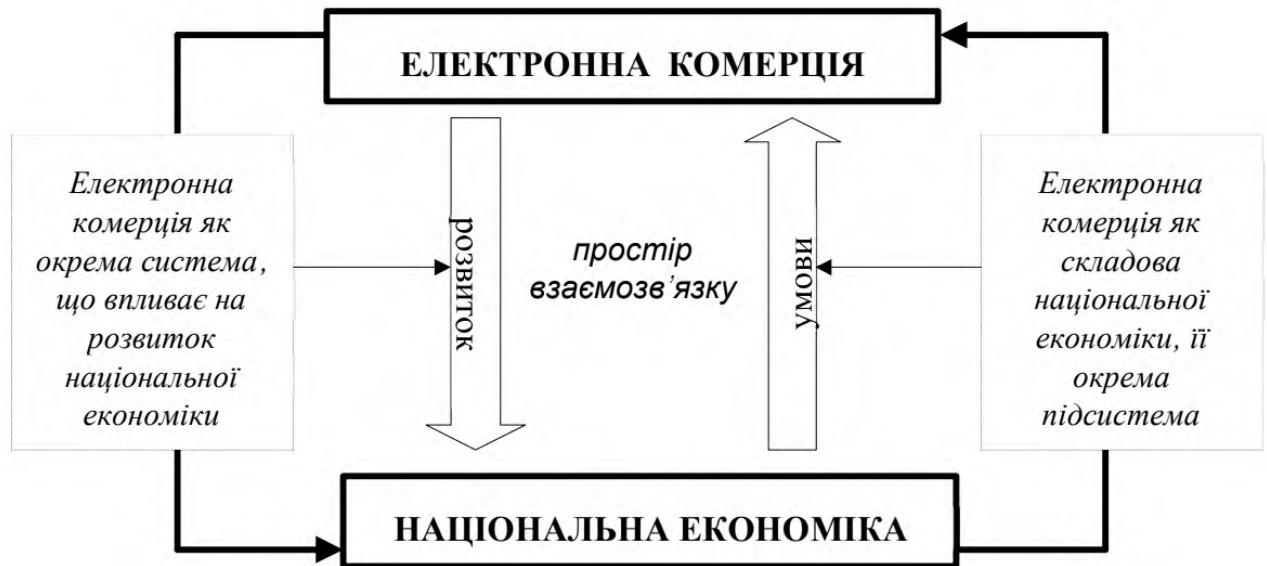 ЕЛЕКТРОННА КОМЕРЦІЯ
Електронна
комерція як
окрема система,
що впливає на
розвиток
національної
економіки
розвиток
простір
взаємозв’язку
умови
Електронна
комерція як
складова
національної
економіки, її
окрема
підсистема
НАЦІОНАЛЬНА ЕКОНОМІКА